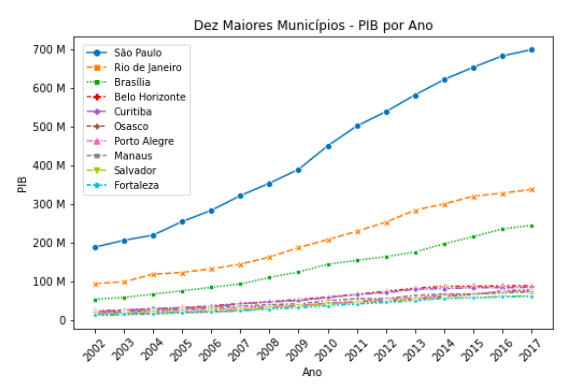 Dez Maiores Municípios - PIB por Ano
700 M
600 M
500 M
400 M
300 M
200 M
100 M
0
PIB
São Paulo
Rio de Janeiro
Brasília
Belo Horizonte
Curitiba
Osasco
Porto Alegre
Manaus
Salvador
Fortaleza
2002 2003 2004 2005 2006 2007 2008 2009 2010 2011 2012 2013 2014 2015 2016 2017
Ano